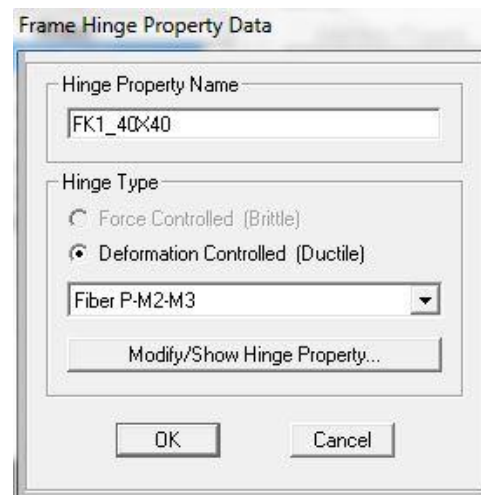 Frame Hinge Property Data
Hinge Property Name
FK1_40X40
Hinge Type
Force Controlled (Brittle)
Deformation Controlled (Ductile)
Fiber P-M2-M3
Modify/Show Hinge Property...
OK Cancel